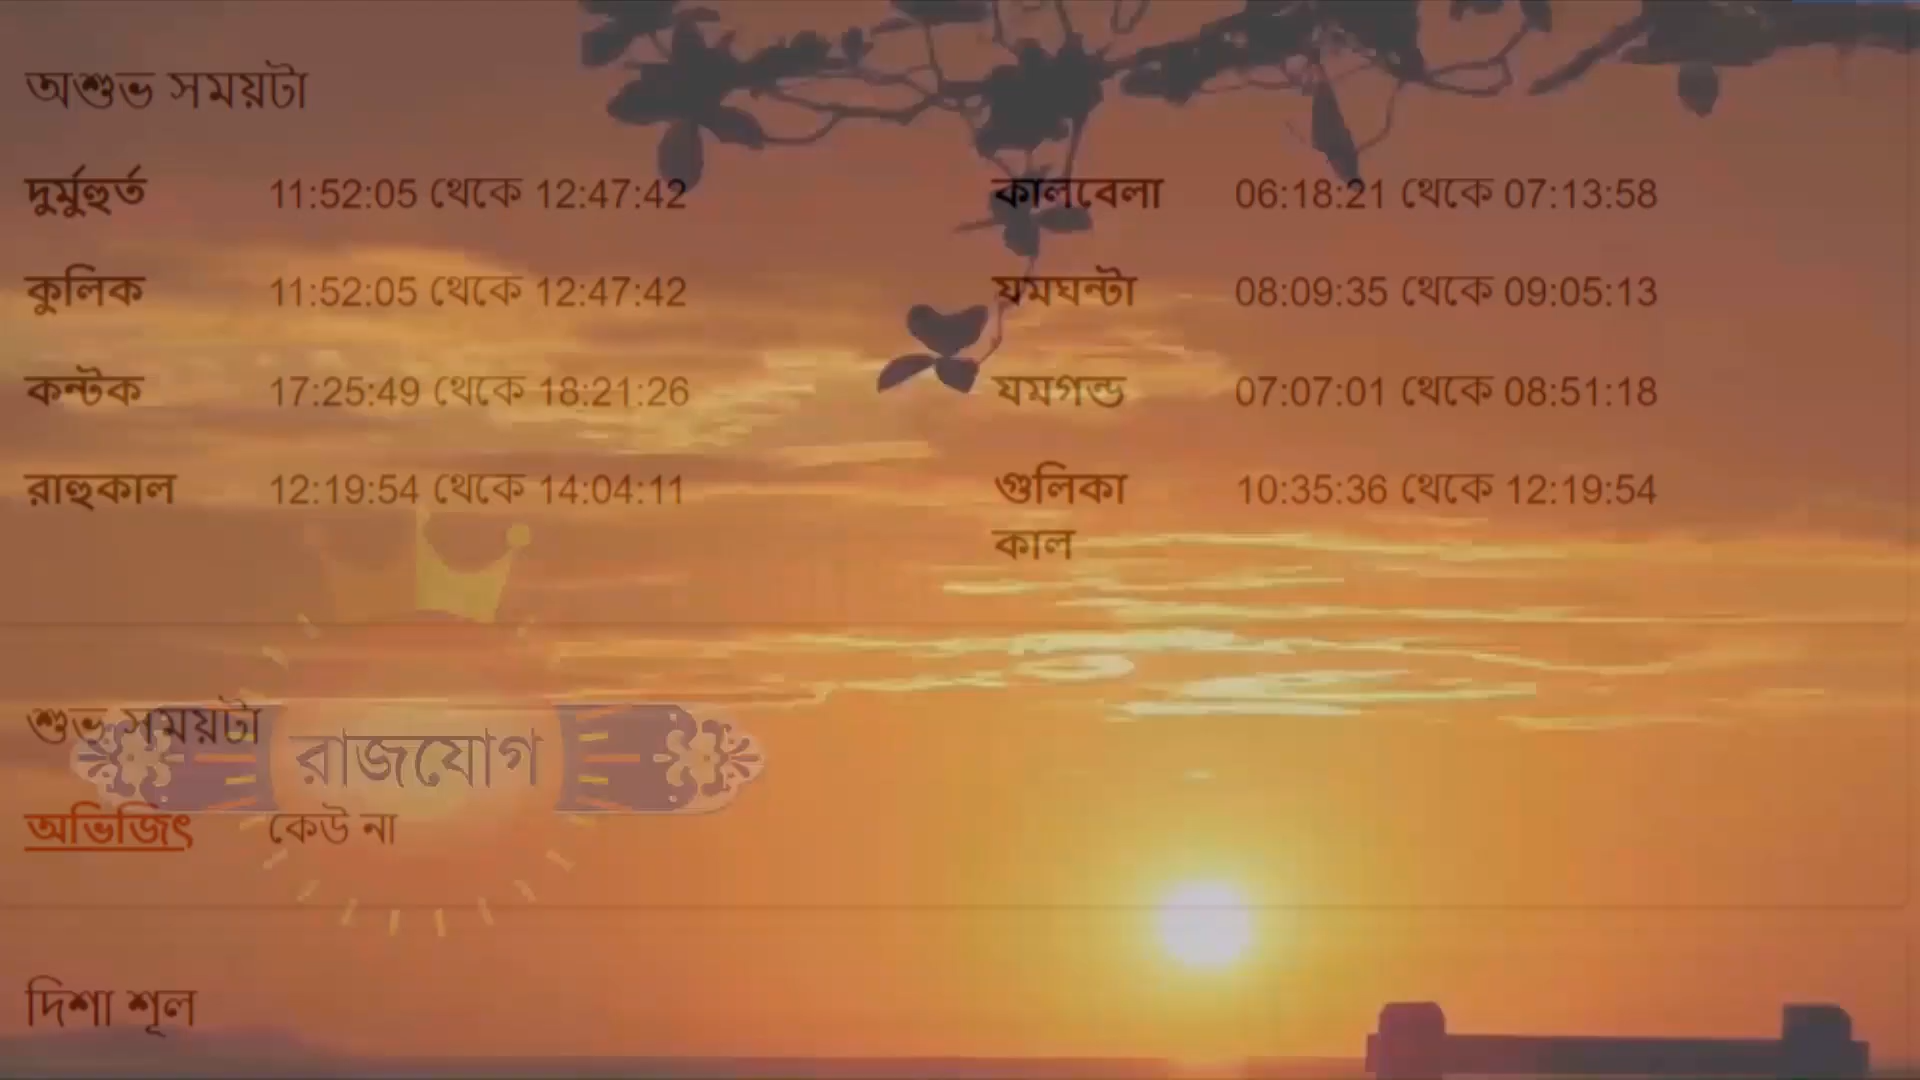 অশুভ সময়টা
দুর্মুহুর্ত 11:52:05 থেকে 12:47:42 কালবেলা 06:18:21 থেকে 07:13:58
কুলিক 11:52:05 থেকে 12:47:42 যমঘন্টা 08:09:35 থেকে 09:05:13
কন্টক 17:25:49 থেকে 18:21:26 যমগন্ড 07:07:01 থেকে 08:51:18
রাহুকাল 12:19:54 থেকে 14:04:11 গুলিকা 10:35:36 থেকে 12:19:54
কাল
শুভ সময়টা
রাজযোগ
অভিজিৎ কেউ না
দিশা শূল